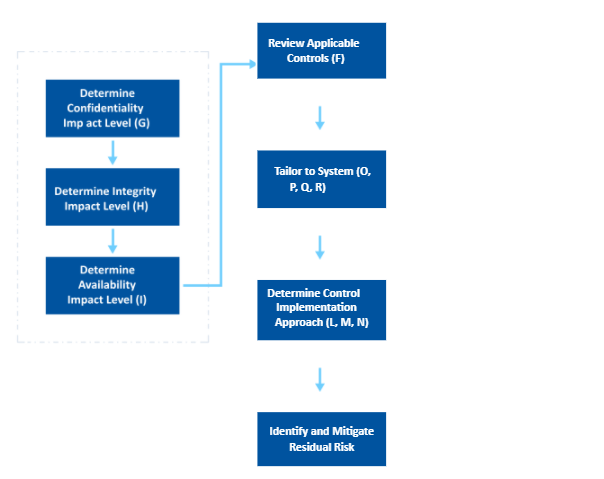 Determine
Confidentiality
Imp act Level (G)
Determine Integrity
Impact Level (H)
Determine
Availability
Impact Level (I)
Review Applicable
Controls (F)
Tailor to System (O,
P, Q, R)
Determine Control
Implementation
Approach (L, M, N)
Identify and Mitigate
Residual Risk